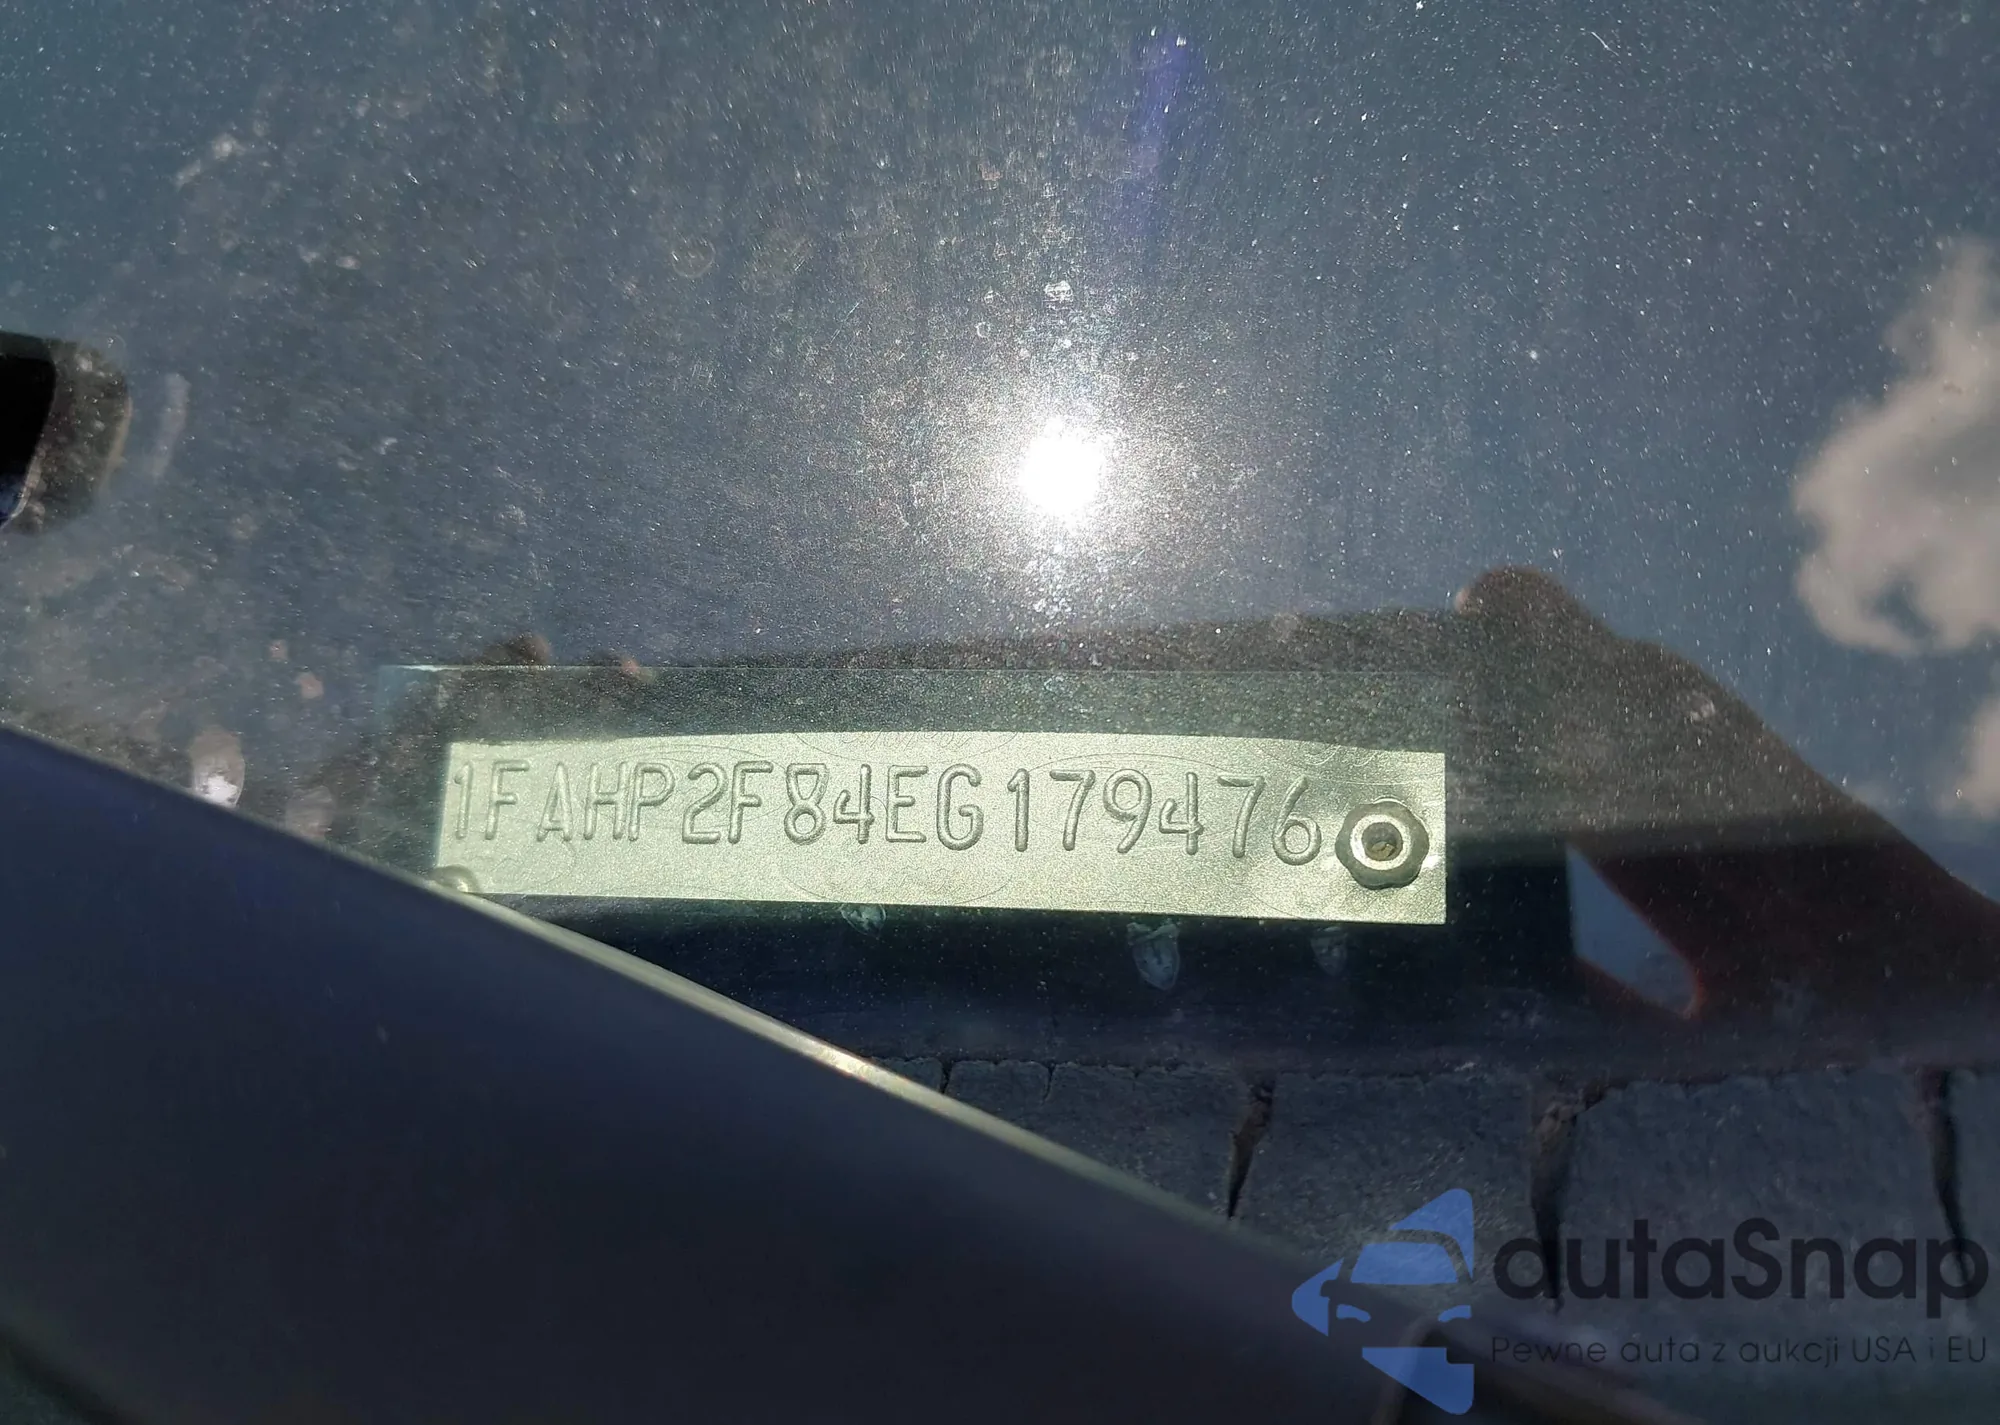 1FAHP2F84EG179476
autaSnap
Pewne auta z aukcji USA i EU